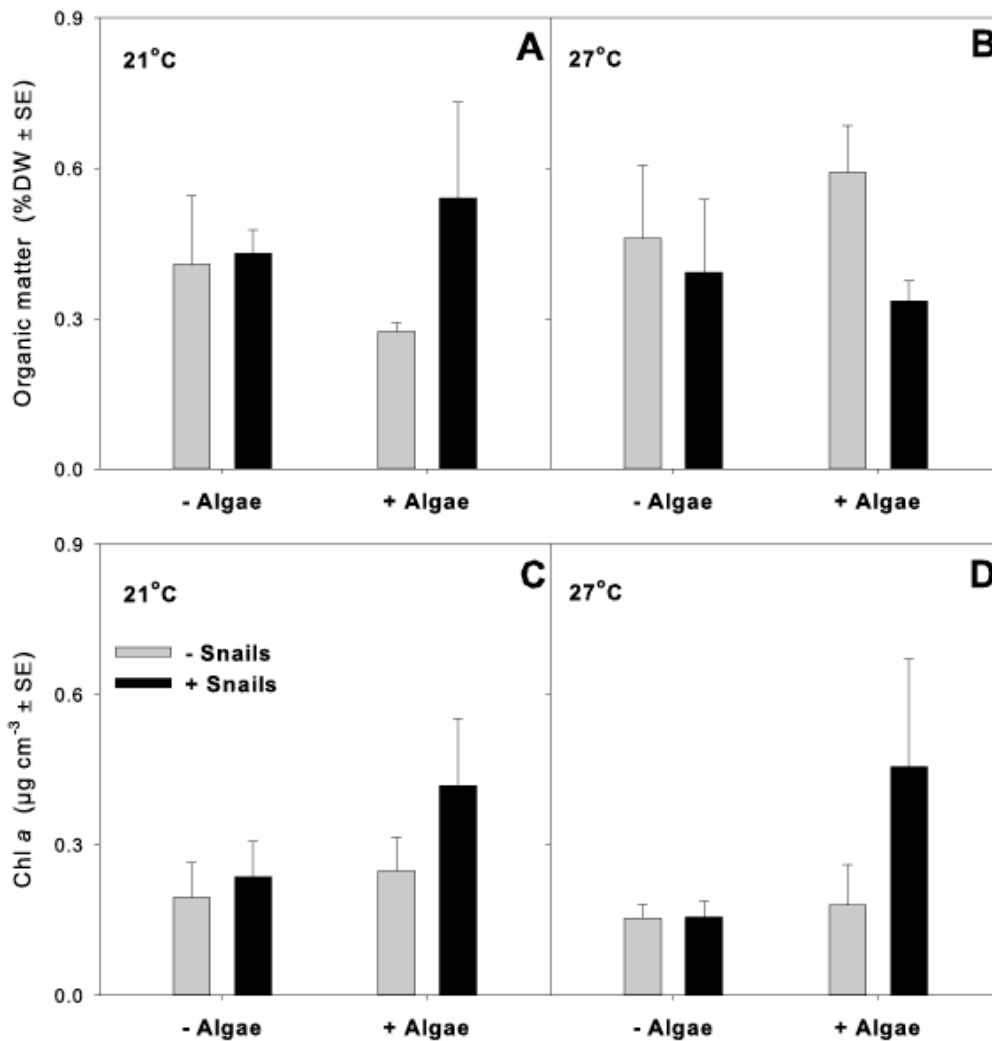 0.9
21°C
A
27°C
B
Organic matter (%DW ± SE)
0.6
0.3
0.0
- Algae
+ Algae
- Algae
+ Algae
0.9
21°C
C
27°C
D
- Snails
+ Snails
Chl a (µg cm⁻³ ± SE)
0.6
0.3
0.0
- Algae
+ Algae
- Algae
+ Algae